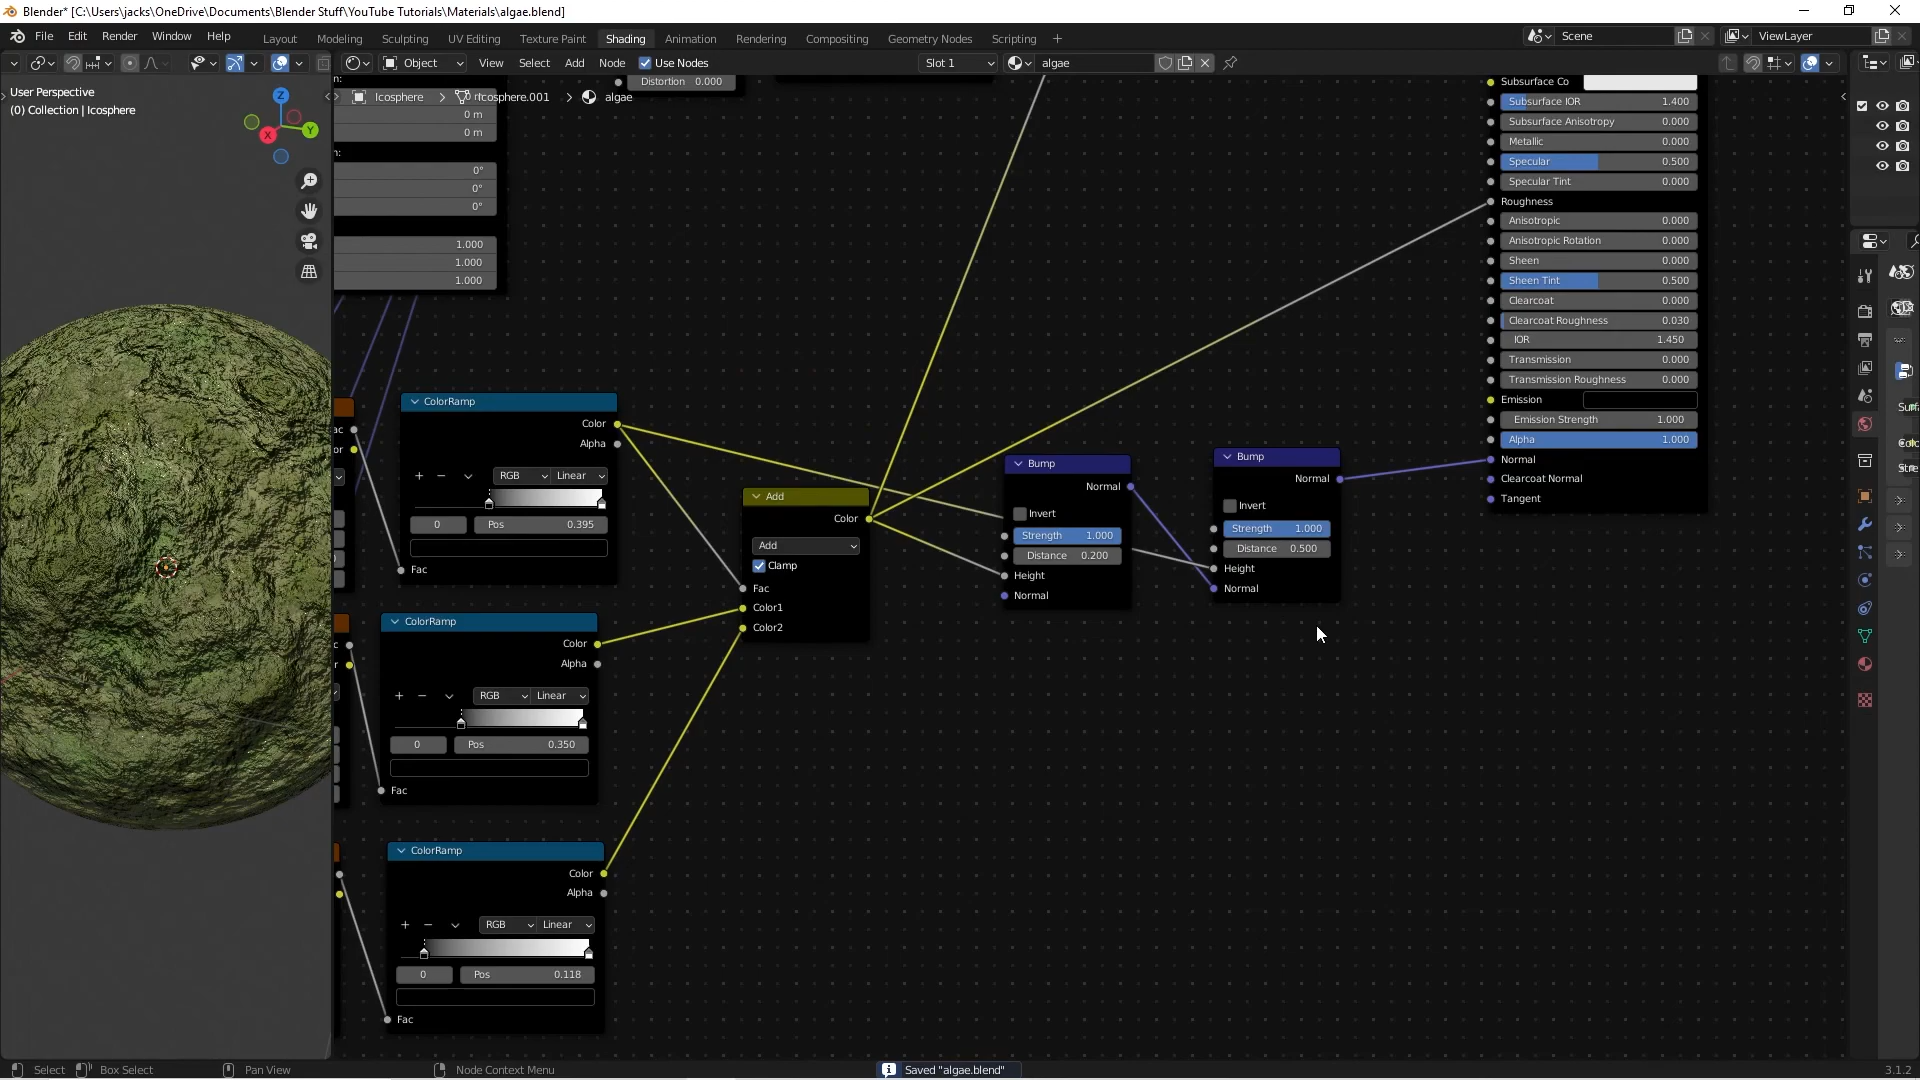 Blender* [C:\Users\jacks\OneDrive\Documents\Blender Stuff\YouTube Tutorials\Materials\algae.blend]
File Edit Render Window Help Layout Modeling Sculpting UV Editing Texture Paint Shading Animation Rendering Compositing Geometry Nodes Scripting + Scene ViewLayer
Object View Select Add Node Use Nodes Slot 1 algae
User Perspective
(0) Collection | Icosphere
Z
Y
X
Distortion 0.000
Icosphere > Icosphere.001 > algae
0 m
0 m
0°
0°
0°
1.000
1.000
1.000
Subsurface Co
Subsurface IOR 1.400
Subsurface Anisotropy 0.000
Metallic 0.000
Specular 0.500
Specular Tint 0.000
Roughness
Anisotropic 0.000
Anisotropic Rotation 0.000
Sheen 0.000
Sheen Tint 0.500
Clearcoat 0.000
Clearcoat Roughness 0.030
IOR 1.450
Transmission 0.000
Transmission Roughness 0.000
Emission
Emission Strength 1.000
Alpha 1.000
Normal
Clearcoat Normal
Tangent
ColorRamp
Color
Alpha
+ − RGB Linear
0 Pos 0.395
Fac
ColorRamp
Color
Alpha
+ − RGB Linear
0 Pos 0.350
Fac
ColorRamp
Color
Alpha
+ − RGB Linear
0 Pos 0.118
Fac
Add
Color
Add
Clamp
Fac
Color1
Color2
Bump
Normal
Invert
Strength 1.000
Distance 0.200
Height
Normal
Bump
Normal
Invert
Strength 1.000
Distance 0.500
Height
Normal
Select Box Select Pan View Node Context Menu Saved "algae.blend" 3.1.2